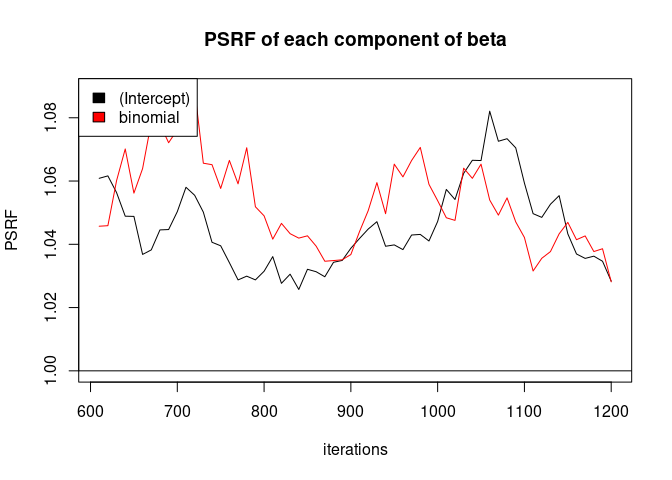 PSRF of each component of beta
(Intercept)
binomial
PSRF
1.08
1.06
1.04
1.02
1.00
600 700 800 900 1000 1100 1200
iterations